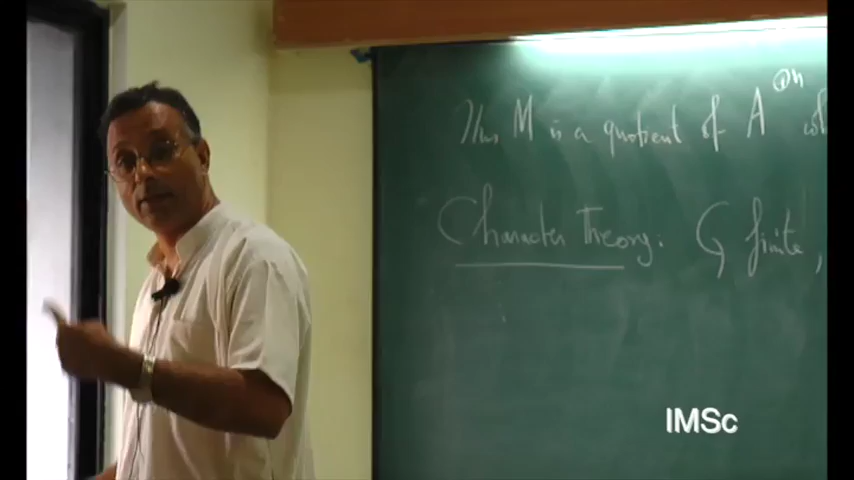 Thus M is a quotient of A^⊕n
Character Theory: G finite,
IMSc